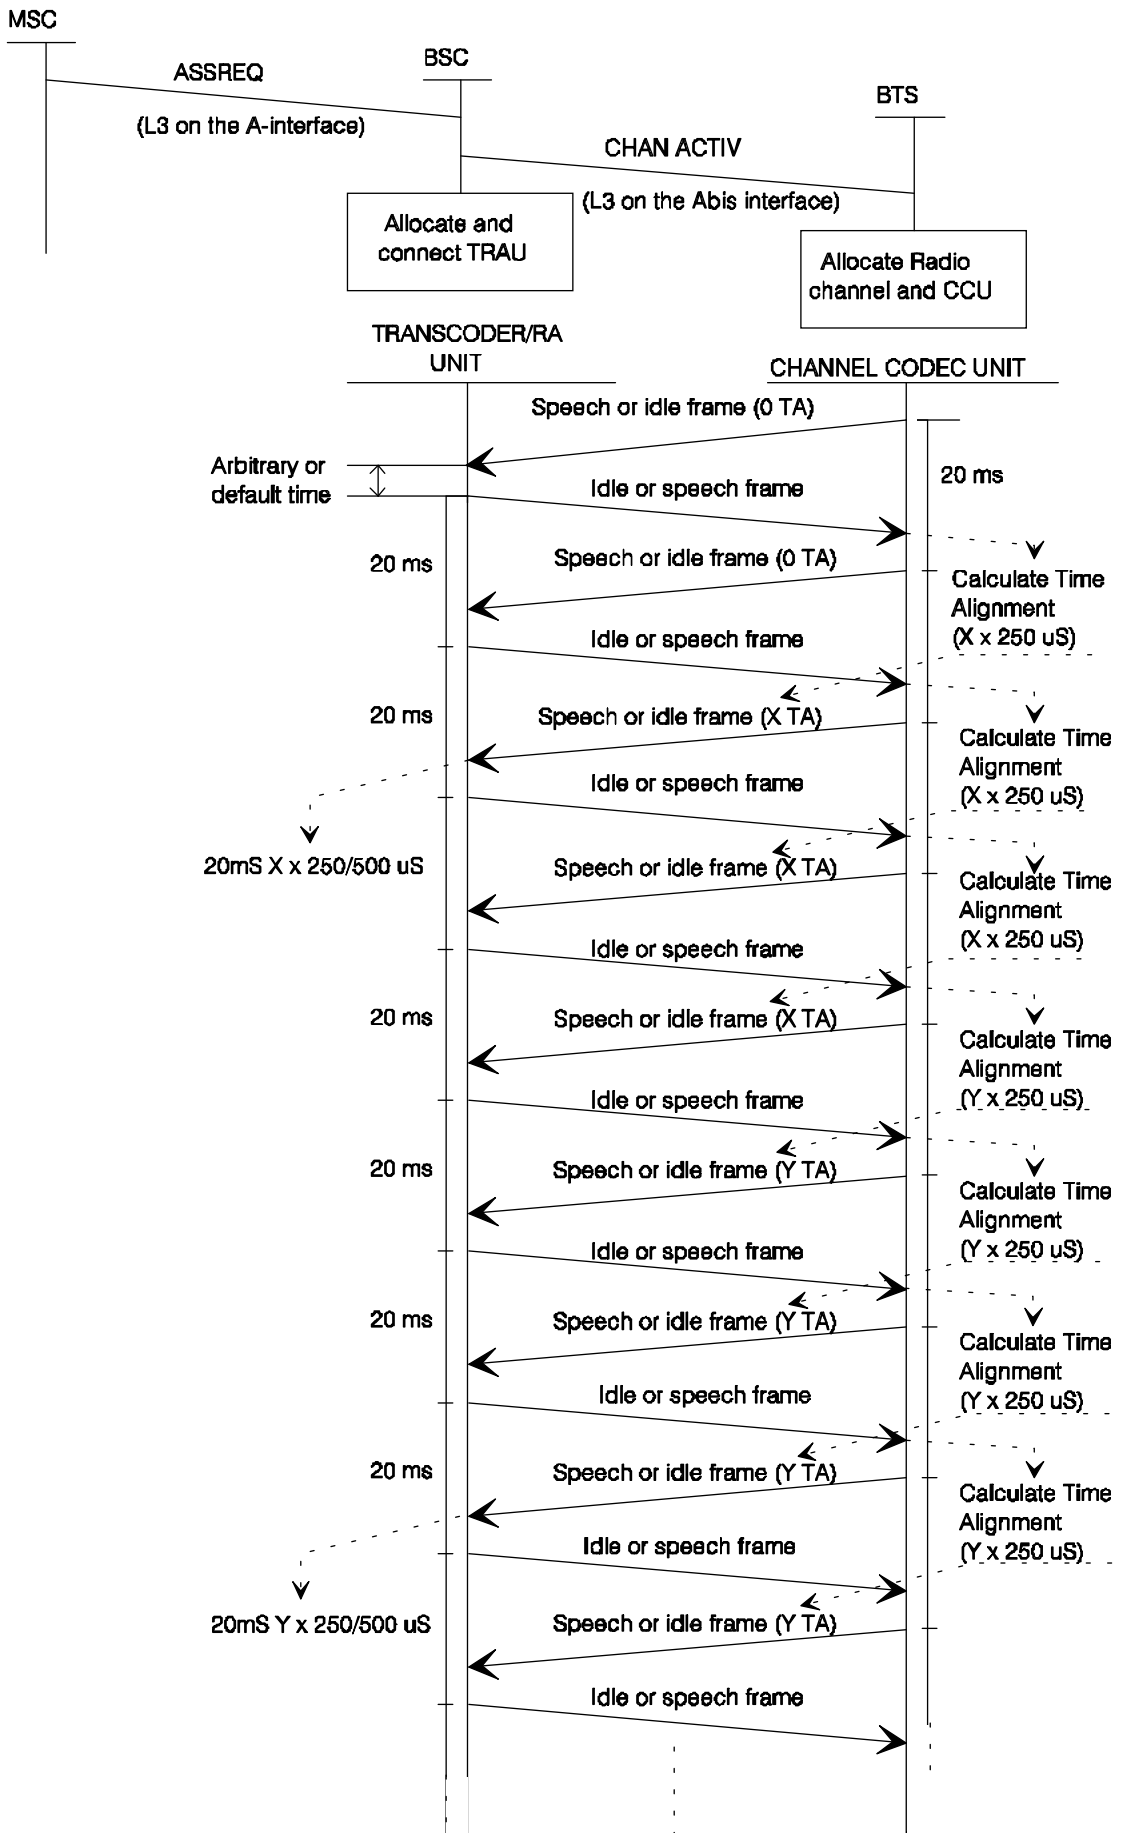 MSC
BSC
ASSREQ
BTS
(L3 on the A-interface)
CHAN ACTIV
(L3 on the Abis interface)
Allocate and
connect TRAU
Allocate Radio
channel and CCU
TRANSCODER/RA
UNIT
CHANNEL CODEC UNIT
Speech or idle frame (0 TA)
Arbitrary or
default time
20 ms
Idle or speech frame
20 ms
Speech or idle frame (0 TA)
Calculate Time
Alignment
(X x 250 uS)
Idle or speech frame
20 ms
Speech or idle frame (X TA)
Calculate Time
Alignment
(X x 250 uS)
Idle or speech frame
20mS X x 250/500 uS
Speech or idle frame (X TA)
Calculate Time
Alignment
(X x 250 uS)
Idle or speech frame
20 ms
Speech or idle frame (X TA)
Calculate Time
Alignment
(Y x 250 uS)
Idle or speech frame
20 ms
Speech or idle frame (Y TA)
Calculate Time
Alignment
(Y x 250 uS)
Idle or speech frame
20 ms
Speech or idle frame (Y TA)
Calculate Time
Alignment
(Y x 250 uS)
Idle or speech frame
20 ms
Speech or idle frame (Y TA)
Calculate Time
Alignment
(Y x 250 uS)
Idle or speech frame
20mS Y x 250/500 uS
Speech or idle frame (Y TA)
Idle or speech frame